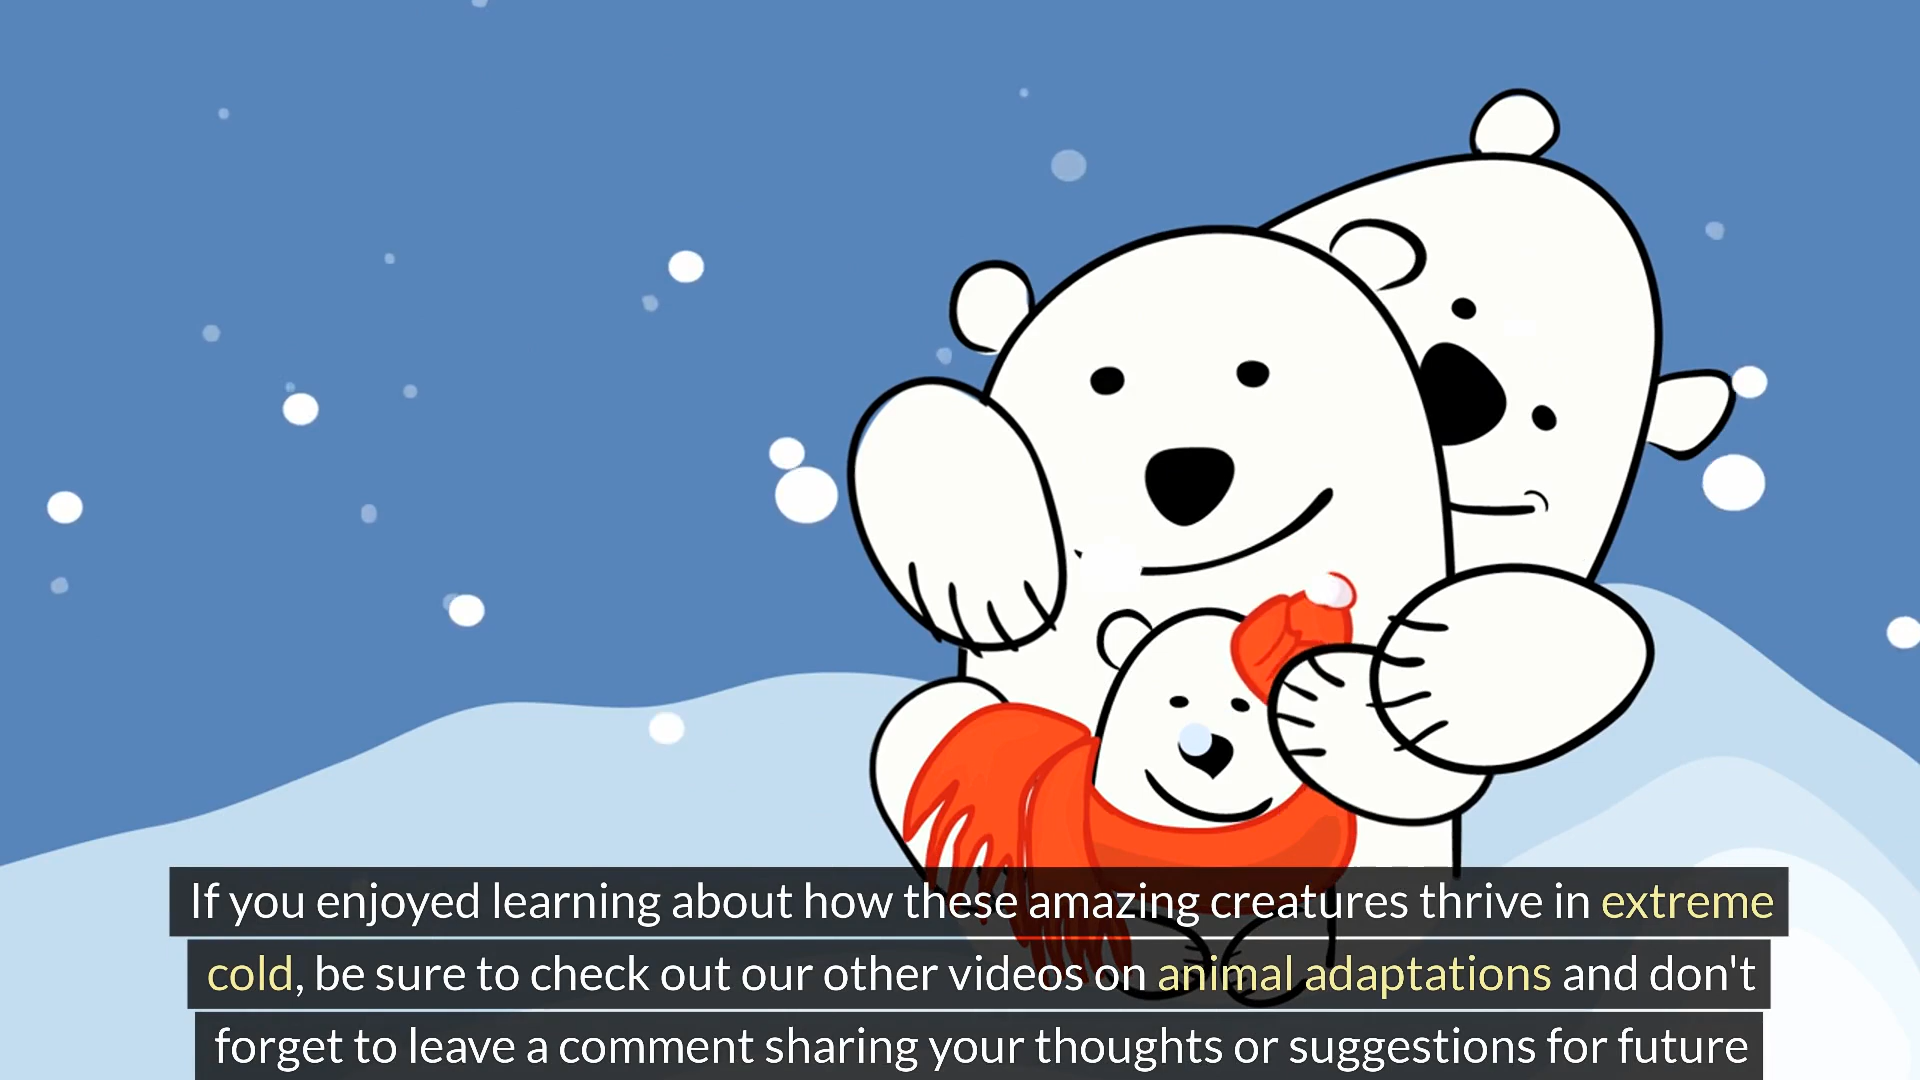 If you enjoyed learning about how these amazing creatures thrive in extreme
cold, be sure to check out our other videos on animal adaptations and don't
forget to leave a comment sharing your thoughts or suggestions for future